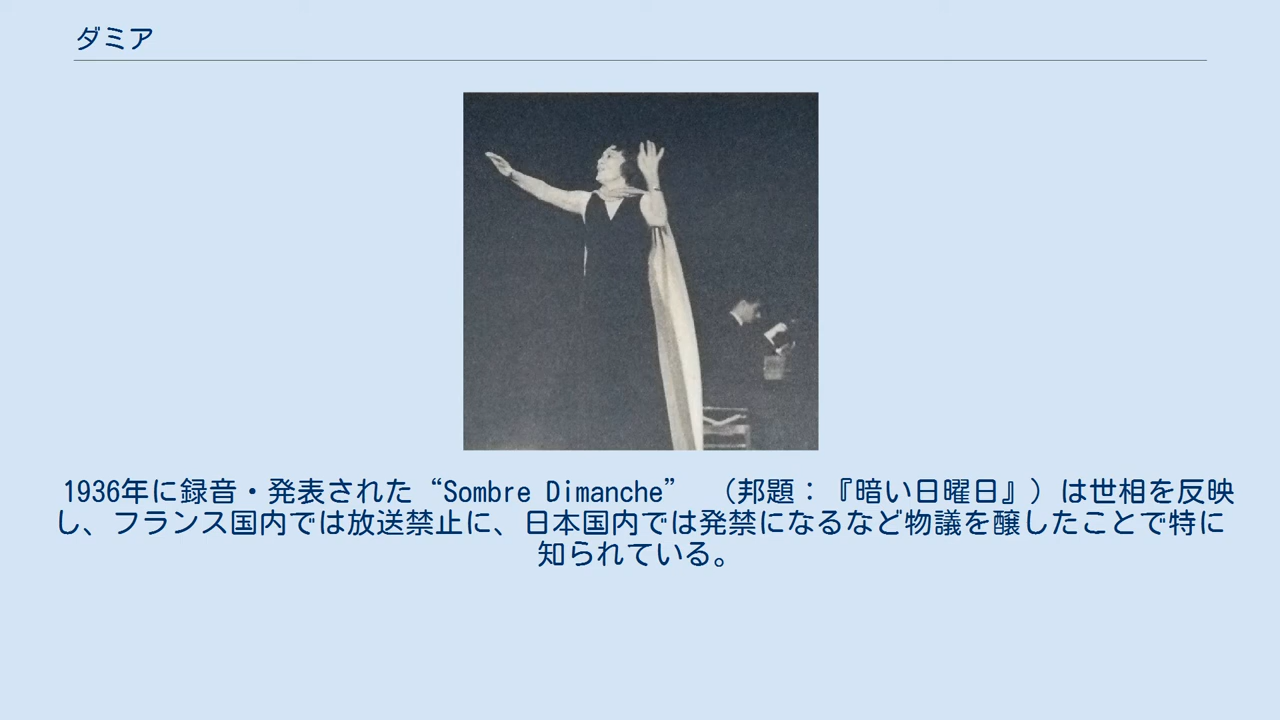 ダミア
1936年に録音・発表された“Sombre Dimanche”　（邦題：『暗い日曜日』）は世相を反映
し、フランス国内では放送禁止に、日本国内では発禁になるなど物議を醸したことで特に
知られている。